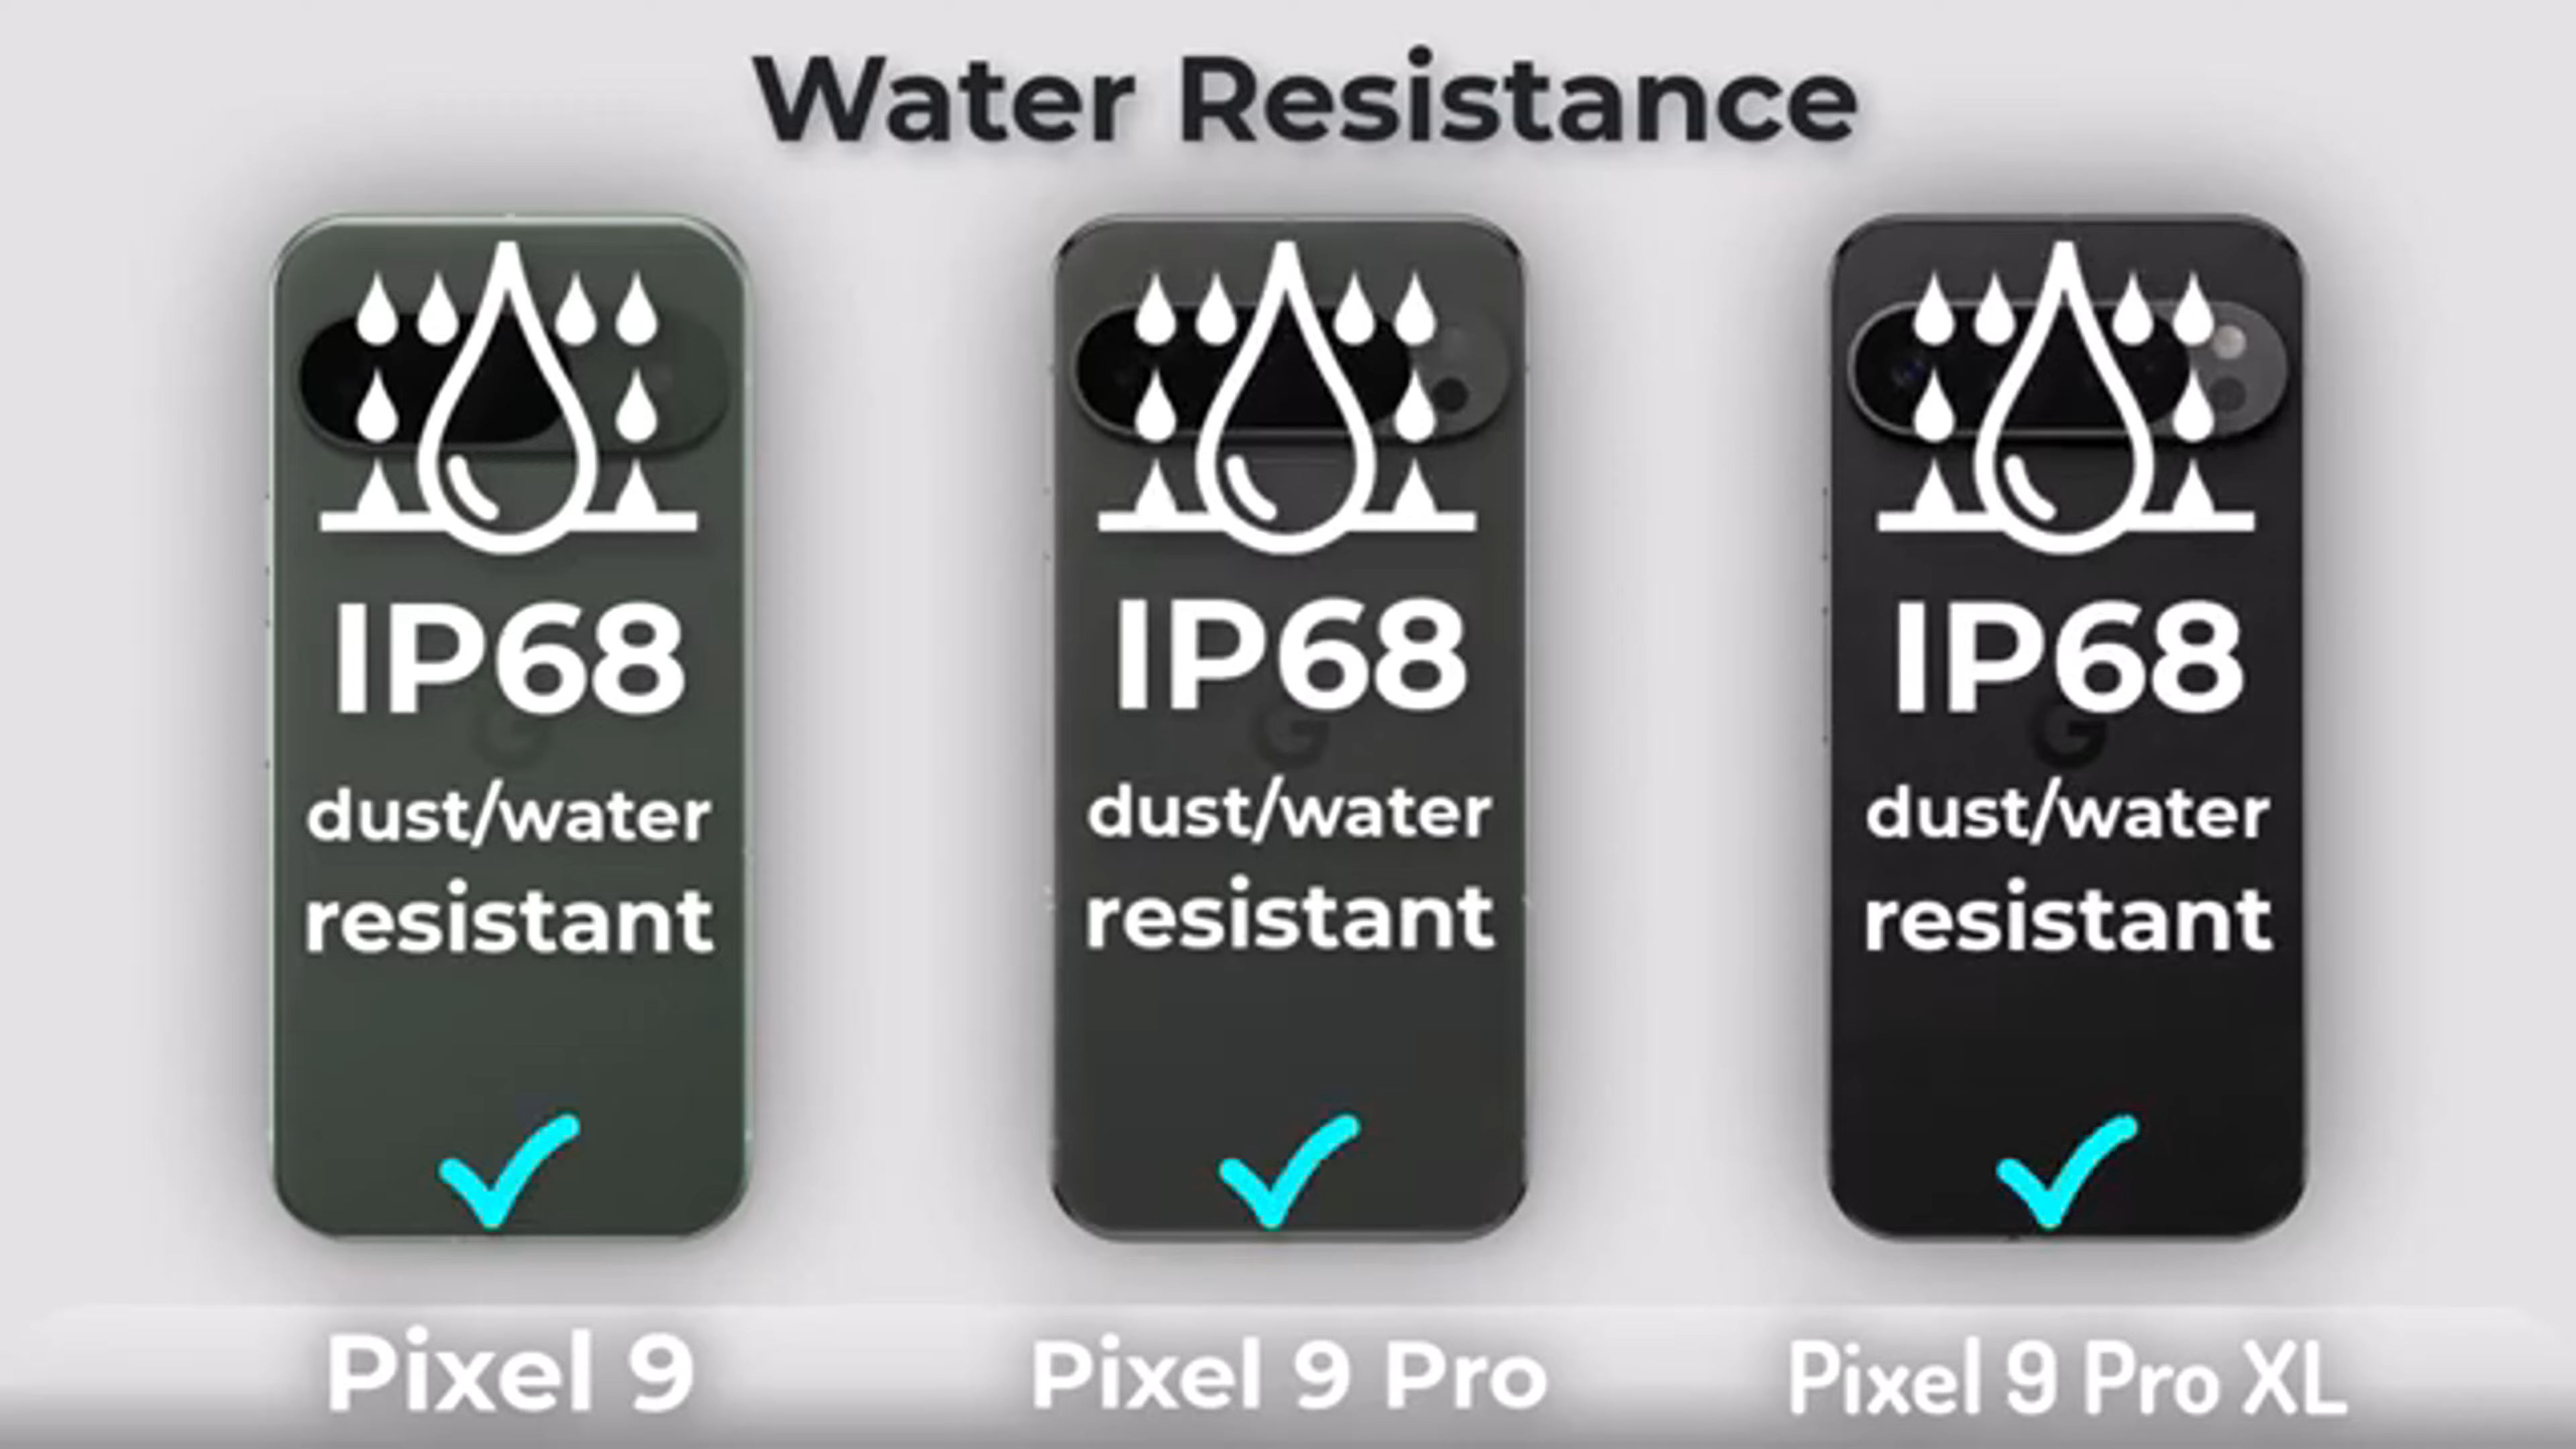 Water Resistance
IP68
dust/water
resistant
IP68
dust/water
resistant
IP68
dust/water
resistant
Pixel 9
Pixel 9 Pro
Pixel 9 Pro XL